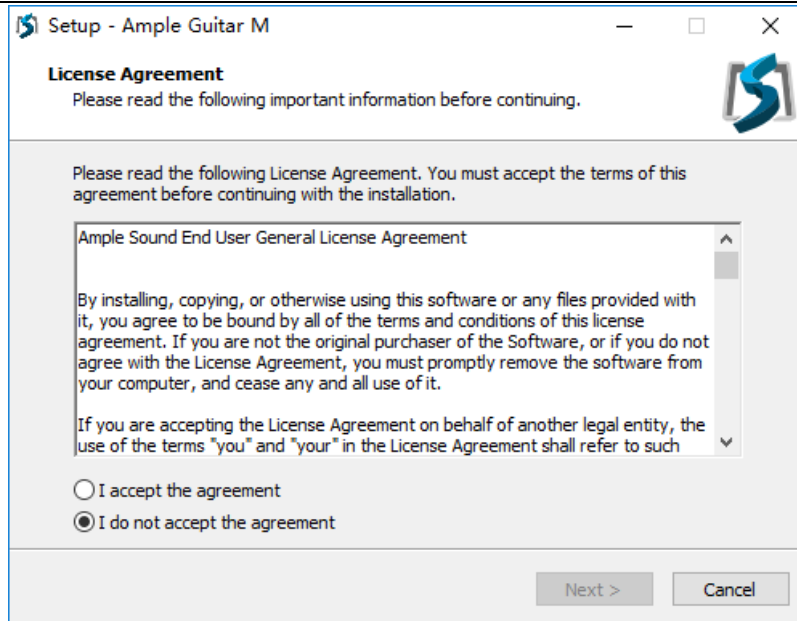 Setup - Ample Guitar M
License Agreement
Please read the following important information before continuing.
Please read the following License Agreement. You must accept the terms of this
agreement before continuing with the installation.
Ample Sound End User General License Agreement
By installing, copying, or otherwise using this software or any files provided with
it, you agree to be bound by all of the terms and conditions of this license
agreement. If you are not the original purchaser of the Software, or if you do not
agree with the License Agreement, you must promptly remove the software from
your computer, and cease any and all use of it.
If you are accepting the License Agreement on behalf of another legal entity, the
use of the terms "you" and "your" in the License Agreement shall refer to such
I accept the agreement
I do not accept the agreement
Next >
Cancel